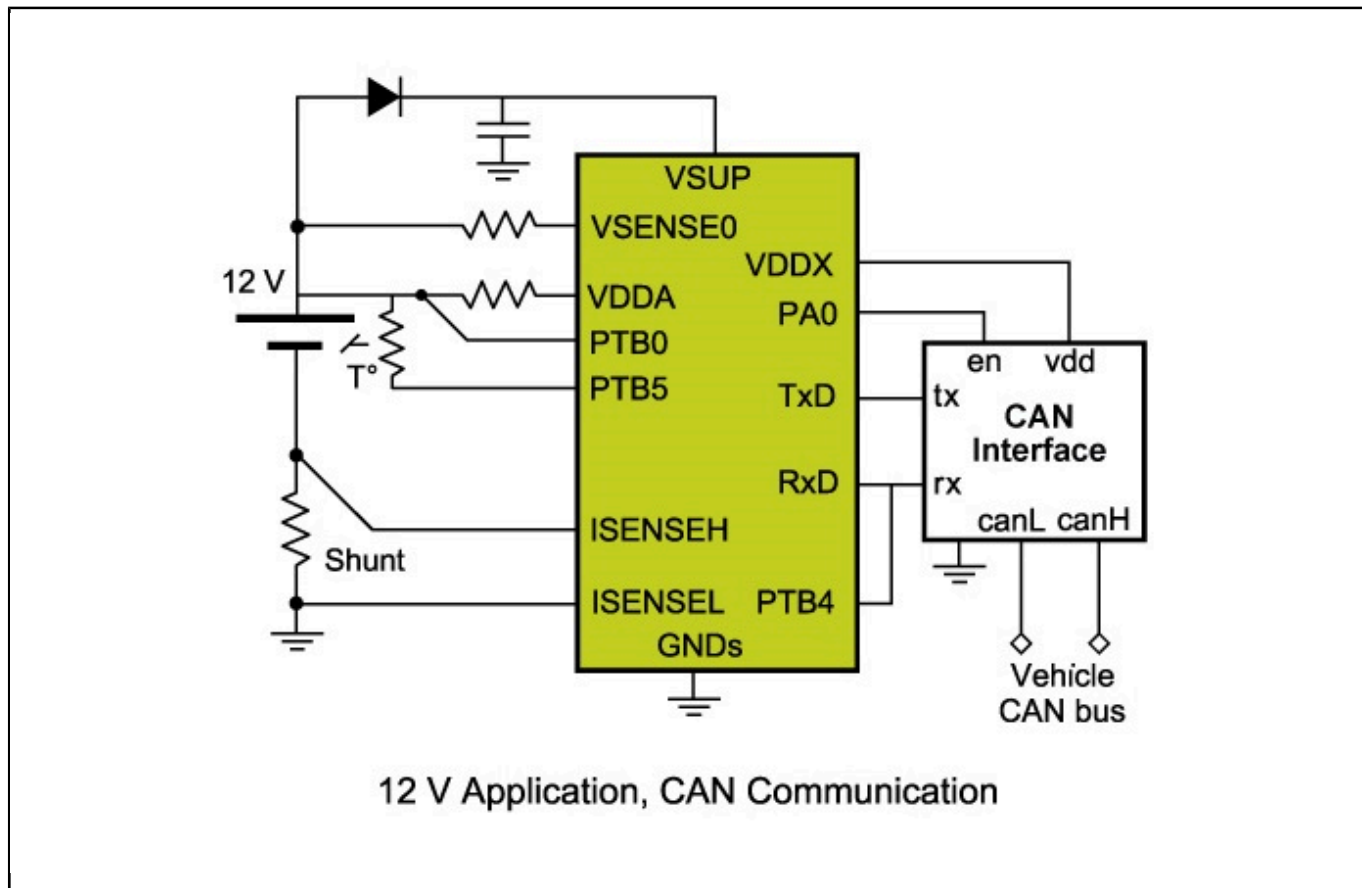 VSUP
VSENSE0
VDDX
12 V
VDDA
PA0
PTB0
en vdd
T°
PTB5
TxD
tx
CAN
Interface
RxD
rx
canL canH
ISENSEH
Shunt
ISENSEL
PTB4
GNDs
Vehicle
CAN bus
12 V Application, CAN Communication